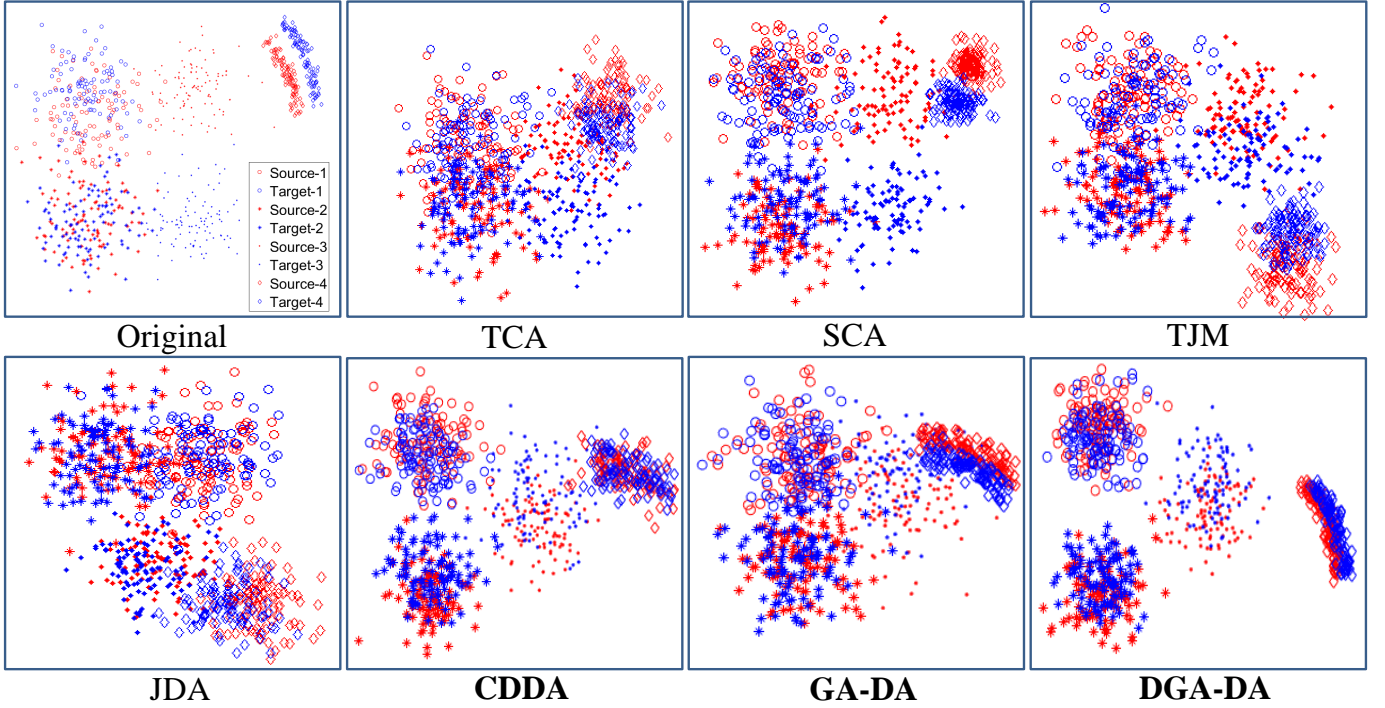 Source-1
Target-1
Source-2
Target-2
Source-3
Target-3
Source-4
Target-4
Original
TCA
SCA
TJM
JDA
CDDA
GA-DA
DGA-DA